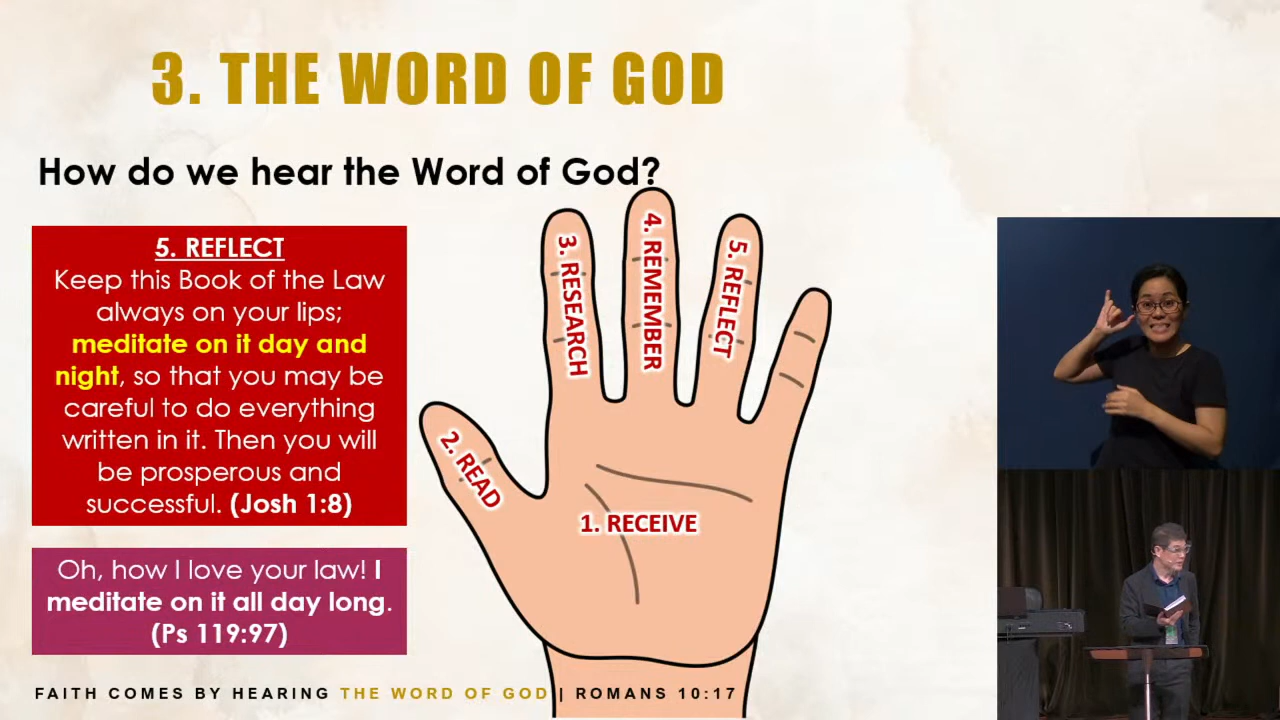 3. THE WORD OF GOD
How do we hear the Word of God?
5. REFLECT
Keep this Book of the Law
always on your lips;
meditate on it day and
night, so that you may be
careful to do everything
written in it. Then you will
be prosperous and
successful. (Josh 1:8)
Oh, how I love your law! I
meditate on it all day long.
(Ps 119:97)
2. READ
3. RESEARCH
4. REMEMBER
5. REFLECT
1. RECEIVE
FAITH COMES BY HEARING THE WORD OF GOD | ROMANS 10:17